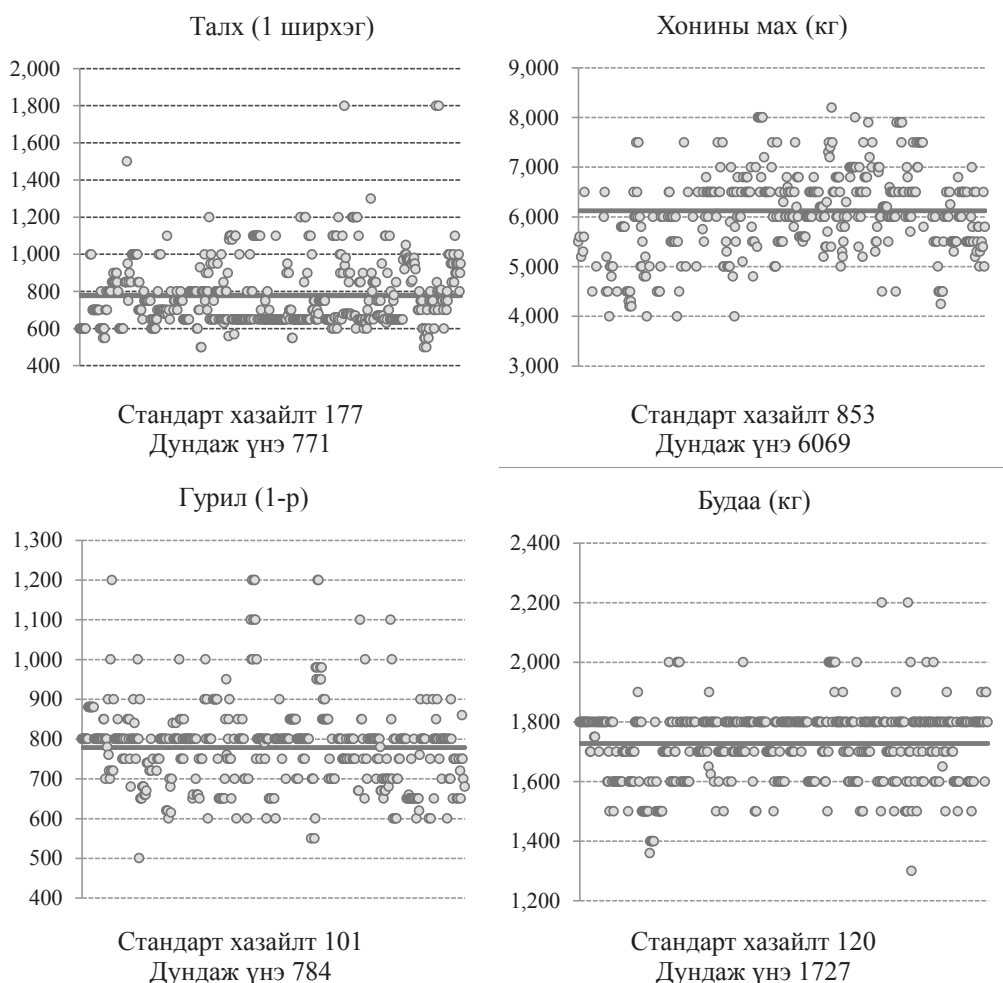 Талх (1 ширхэг)
2,000
1,800
1,600
1,400
1,200
1,000
800
600
400
Стандарт хазайлт 177
Дундаж үнэ 771
Хонины мах (кг)
9,000
8,000
7,000
6,000
5,000
4,000
3,000
Стандарт хазайлт 853
Дундаж үнэ 6069
Гурил (1-р)
1,300
1,200
1,100
1,000
900
800
700
600
500
400
Стандарт хазайлт 101
Дундаж үнэ 784
Будаа (кг)
2,400
2,200
2,000
1,800
1,600
1,400
1,200
Стандарт хазайлт 120
Дундаж үнэ 1727